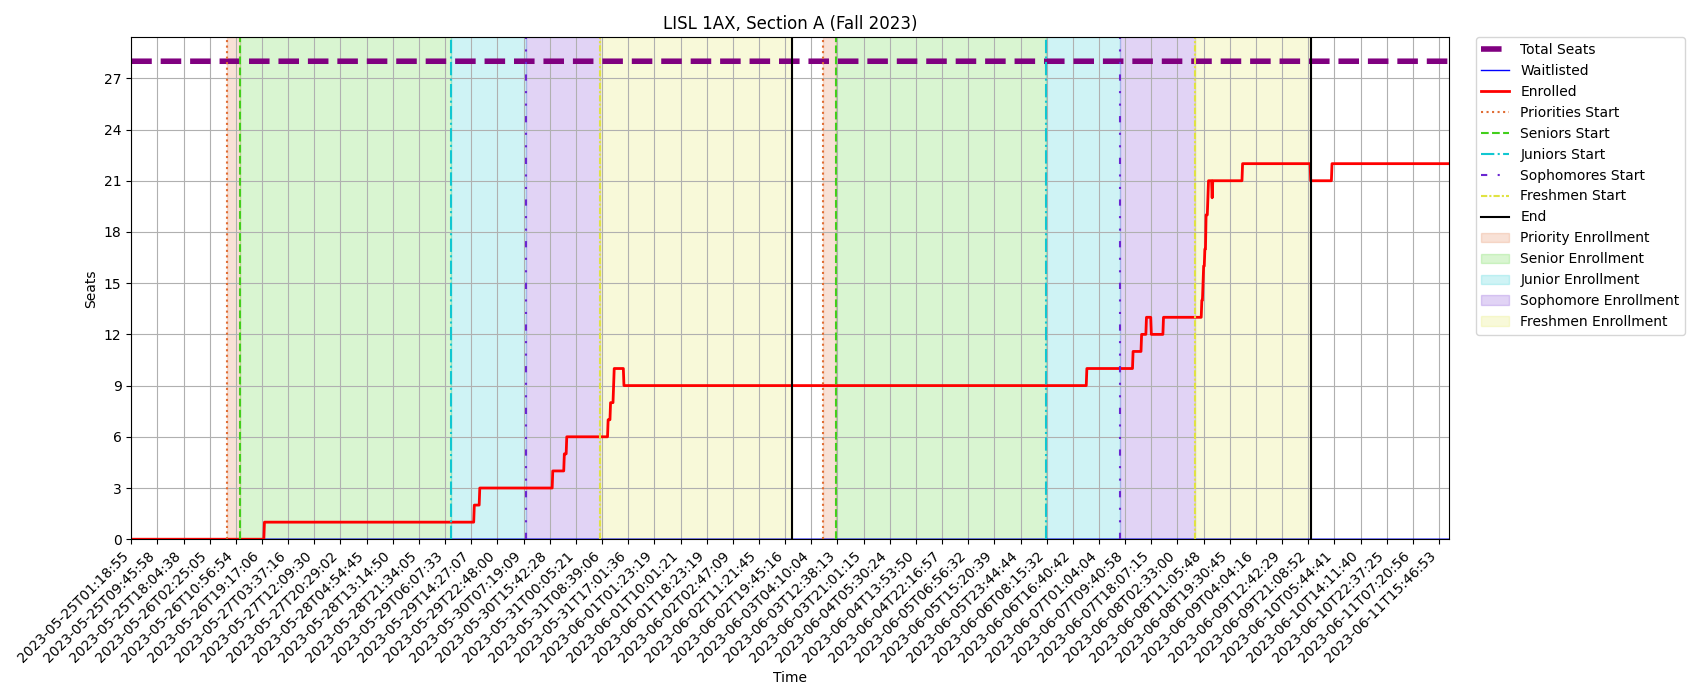 LISL 1AX, Section A (Fall 2023)
Total Seats
Waitlisted
Enrolled
Priorities Start
Seniors Start
Juniors Start
Sophomores Start
Freshmen Start
End
Priority Enrollment
Senior Enrollment
Junior Enrollment
Sophomore Enrollment
Freshmen Enrollment
Seats
27
24
21
18
15
12
9
6
3
0
2023-05-25T01:18:55
2023-05-25T09:45:58
2023-05-25T18:04:38
2023-05-26T02:25:05
2023-05-26T10:56:54
2023-05-26T19:17:06
2023-05-27T03:37:16
2023-05-27T12:09:30
2023-05-27T20:29:02
2023-05-28T04:54:45
2023-05-28T13:14:50
2023-05-28T21:34:05
2023-05-29T06:07:33
2023-05-29T14:27:07
2023-05-29T22:48:00
2023-05-30T07:19:09
2023-05-30T15:42:28
2023-05-31T00:05:21
2023-05-31T08:39:06
2023-05-31T17:01:36
2023-06-01T01:23:19
2023-06-01T10:01:21
2023-06-01T18:23:19
2023-06-02T02:47:09
2023-06-02T11:21:45
2023-06-02T19:45:16
2023-06-03T04:10:04
2023-06-03T12:38:13
2023-06-03T21:01:15
2023-06-04T05:30:24
2023-06-04T13:53:50
2023-06-04T22:16:57
2023-06-05T06:56:32
2023-06-05T15:20:39
2023-06-05T23:44:44
2023-06-06T08:15:32
2023-06-06T16:40:42
2023-06-07T01:04:04
2023-06-07T09:40:58
2023-06-07T18:07:15
2023-06-08T02:33:00
2023-06-08T11:05:48
2023-06-08T19:30:45
2023-06-09T04:04:16
2023-06-09T12:42:29
2023-06-09T21:08:52
2023-06-10T05:44:41
2023-06-10T14:11:40
2023-06-10T22:37:25
2023-06-11T07:20:56
2023-06-11T15:46:53
Time